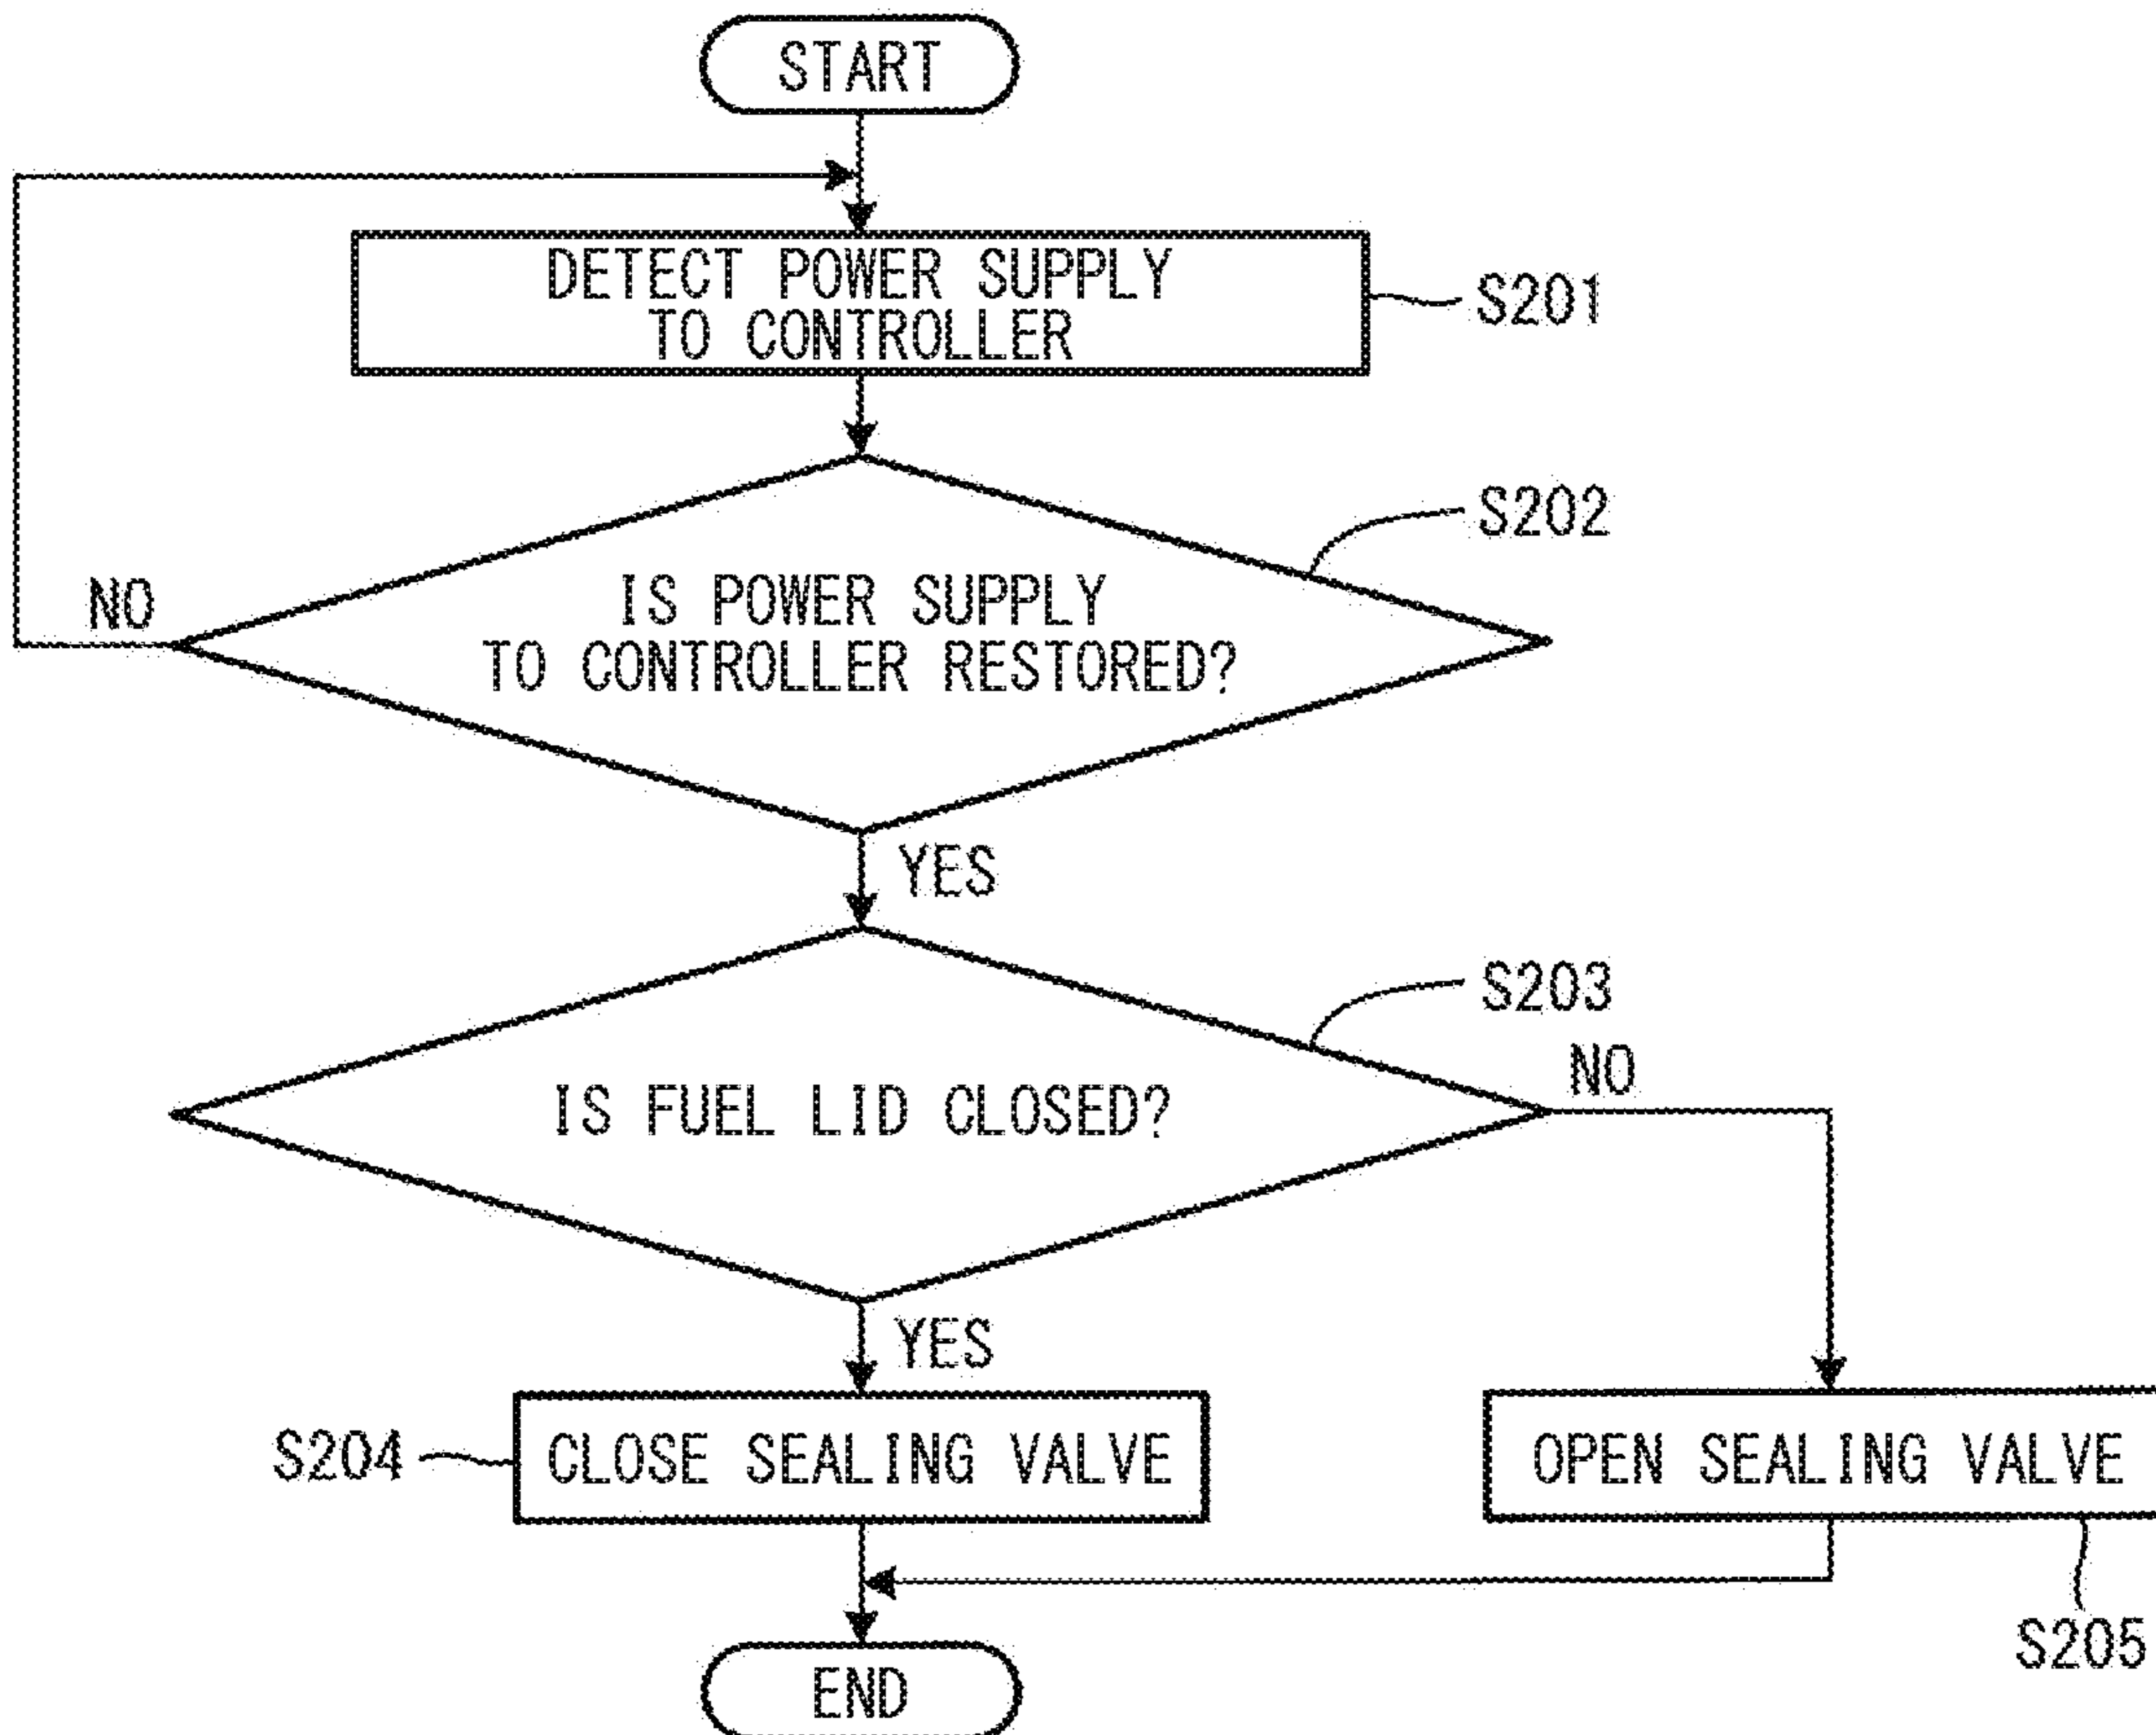 START
DETECT POWER SUPPLY
TO CONTROLLER
S201
S202
IS POWER SUPPLY
TO CONTROLLER RESTORED?
NO
YES
S203
NO
IS FUEL LID CLOSED?
YES
S204
CLOSE SEALING VALVE
OPEN SEALING VALVE
S205
END